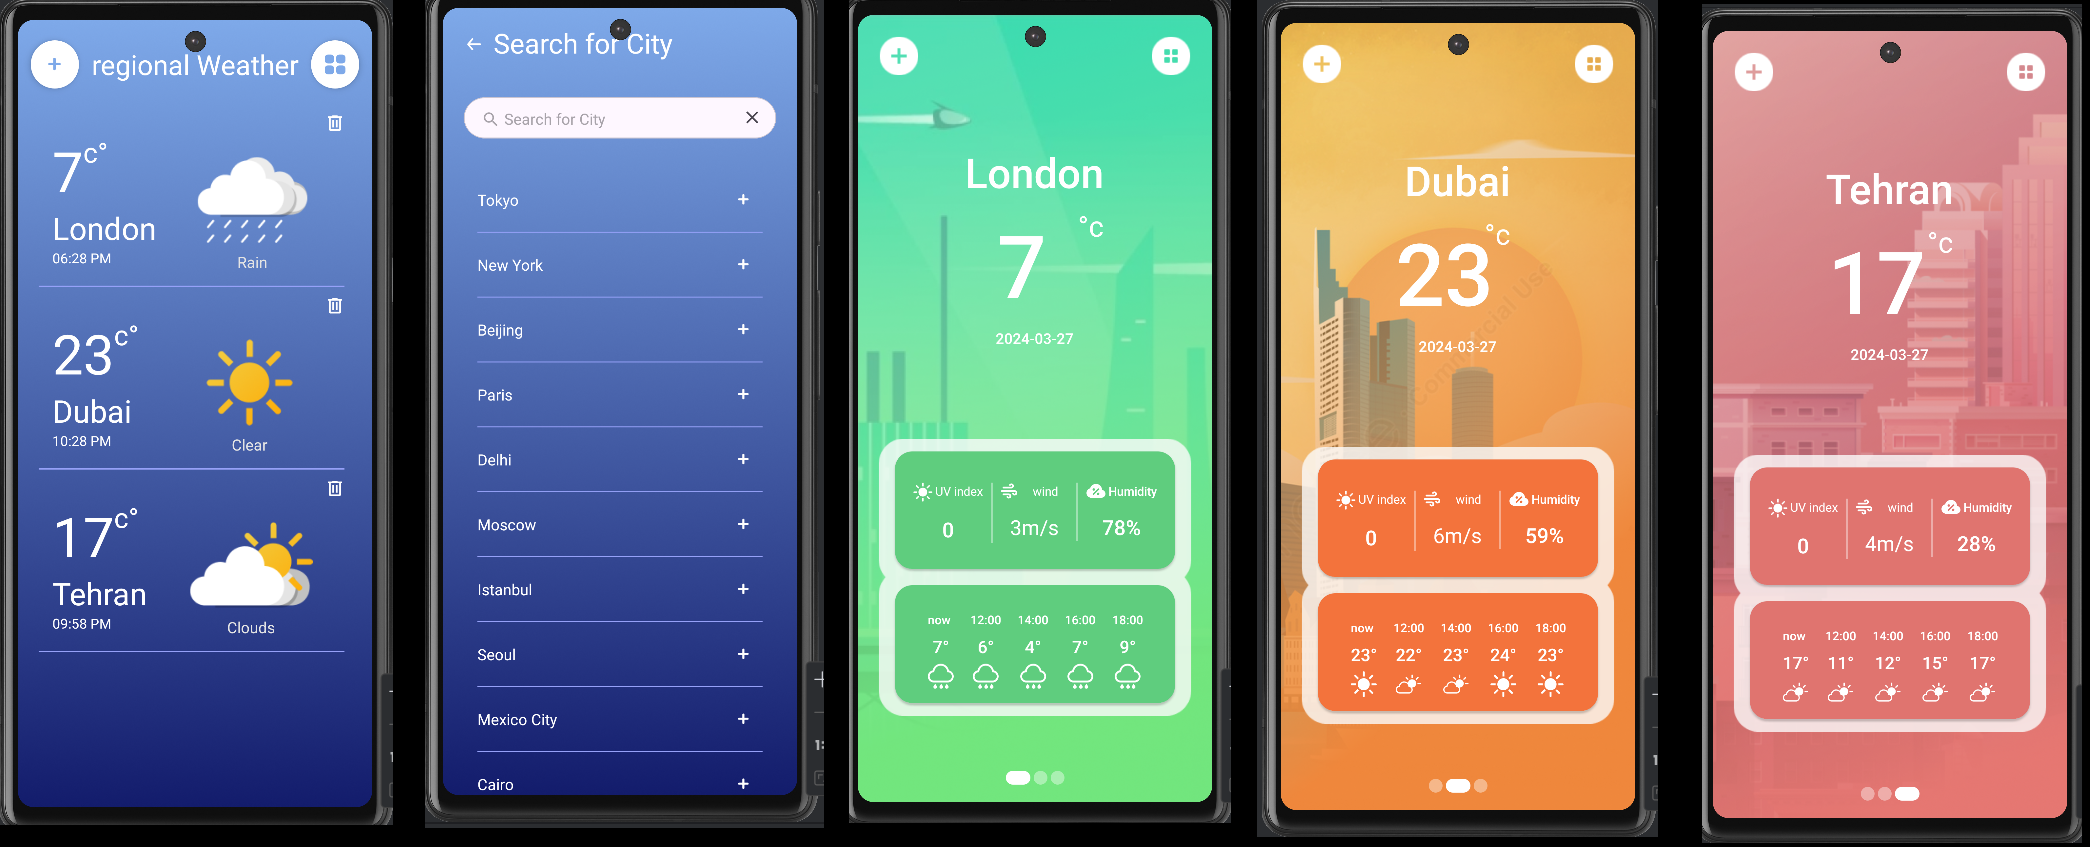 regional Weather
7c°
London
06:28 PM
Rain
23c°
Dubai
10:28 PM
Clear
17c°
Tehran
09:58 PM
Clouds
Search for City
Search for City
Tokyo
New York
Beijing
Paris
Delhi
Moscow
Istanbul
Seoul
Mexico City
Cairo
London
7 °C
2024-03-27
UV index wind Humidity
0 3m/s 78%
now 12:00 14:00 16:00 18:00
7° 6° 4° 7° 9°
Dubai
23 °C
2024-03-27
Commercial Use
UV index wind Humidity
0 6m/s 59%
now 12:00 14:00 16:00 18:00
23° 22° 23° 24° 23°
Tehran
17 °C
2024-03-27
UV index wind Humidity
0 4m/s 28%
now 12:00 14:00 16:00 18:00
17° 11° 12° 15° 17°